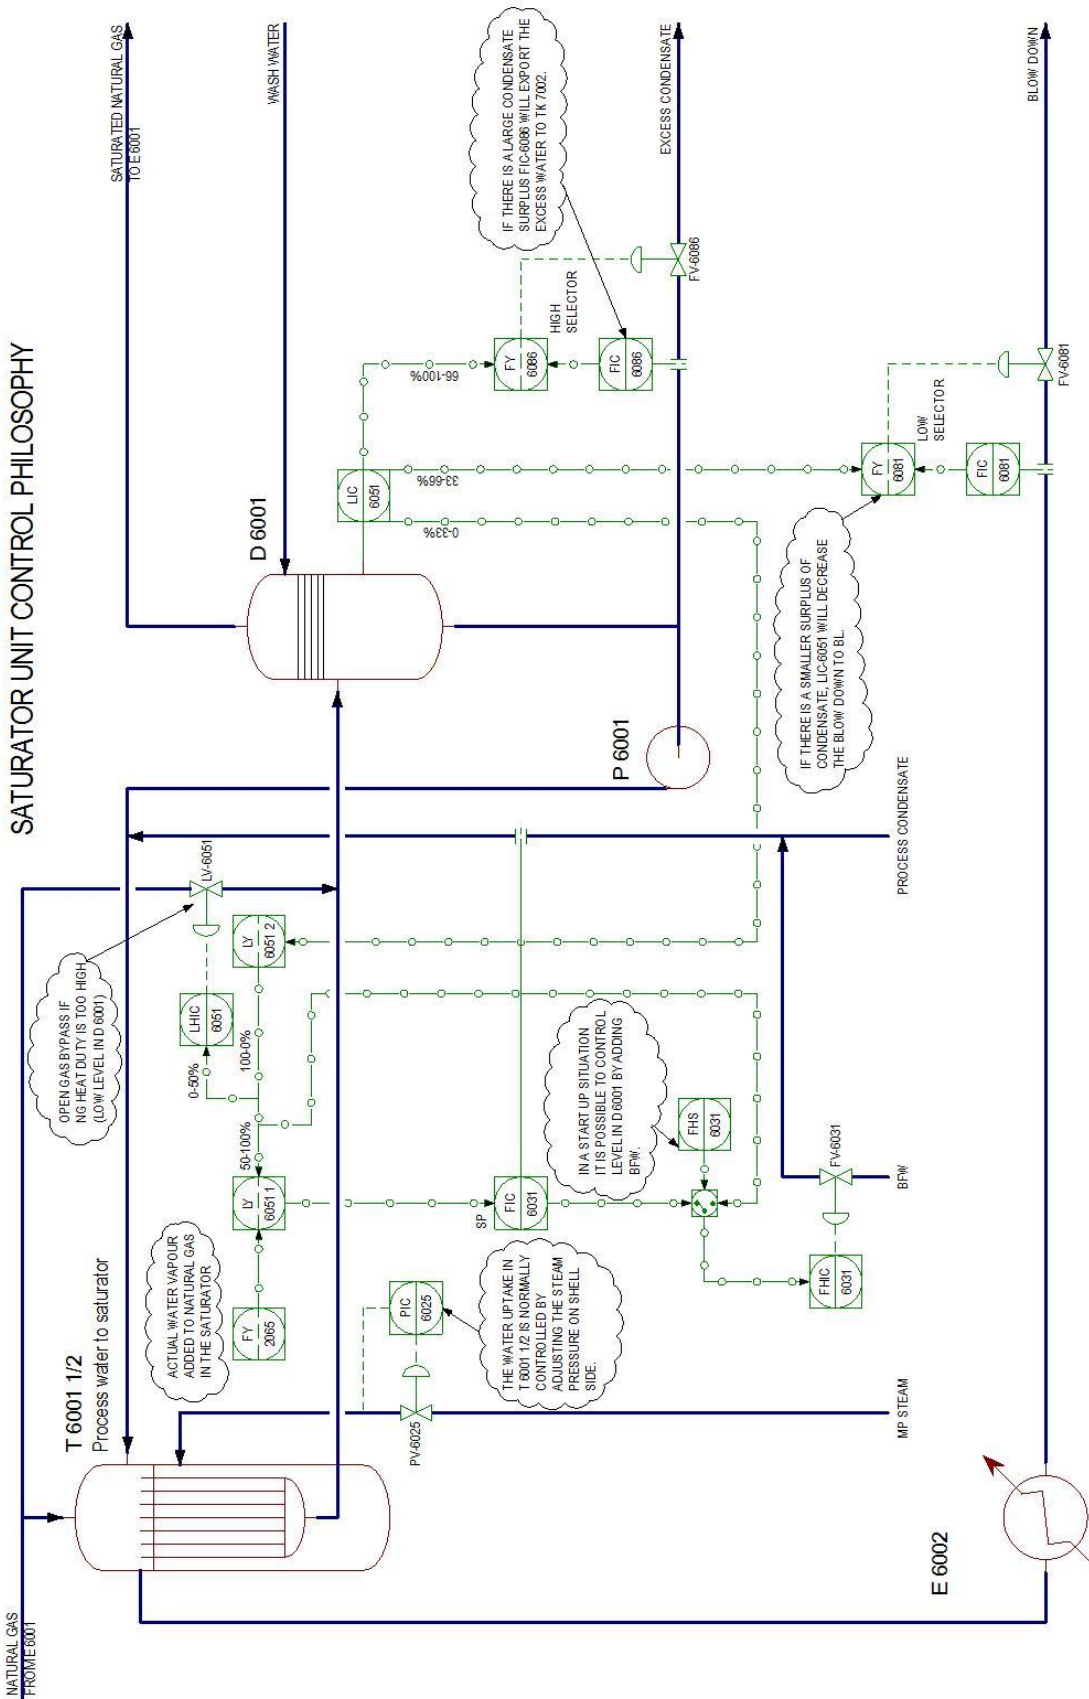 SATURATOR UNIT CONTROL PHILOSOPHY
NATURAL GAS
FROM E 6001
T 6001 1/2
Process water to saturator
ACTUAL WATER VAPOUR
ADDED TO NATURAL GAS
IN THE SATURATOR
FY
2065
LY
6051 1
50-100%
100-0%
0-50%
LHIC
6051
LY
6051 2
OPEN GAS BYPASS IF
NG HEAT DUTY IS TOO HIGH
(LOW LEVEL IN D 6001)
LV-6051
D 6001
SATURATED NATURAL GAS
TO E 6001
WASH WATER
LIC
6051
0-33%
33-66%
66-100%
FY
6086
HIGH
SELECTOR
FIC
6086
FV-6086
IF THERE IS A LARGE CONDENSATE
SURPLUS FIC-6086 WILL EXPORT THE
EXCESS WATER TO TK 7002.
EXCESS CONDENSATE
P 6001
PIC
6025
PV-6025
THE WATER UPTAKE IN
T 6001 1/2 IS NORMALLY
CONTROLLED BY
ADJUSTING THE STEAM
PRESSURE ON SHELL
SIDE.
SP
FIC
6031
IN A START UP SITUATION
IT IS POSSIBLE TO CONTROL
LEVEL IN D 6001 BY ADDING
BFW.
FHS
6031
FHIC
6031
FV-6031
MP STEAM
BFW
PROCESS CONDENSATE
IF THERE IS A SMALLER SURPLUS OF
CONDENSATE, LIC-6051 WILL DECREASE
THE BLOW DOWN TO BL.
FY
6081
LOW
SELECTOR
FIC
6081
FV-6081
E 6002
BLOW DOWN